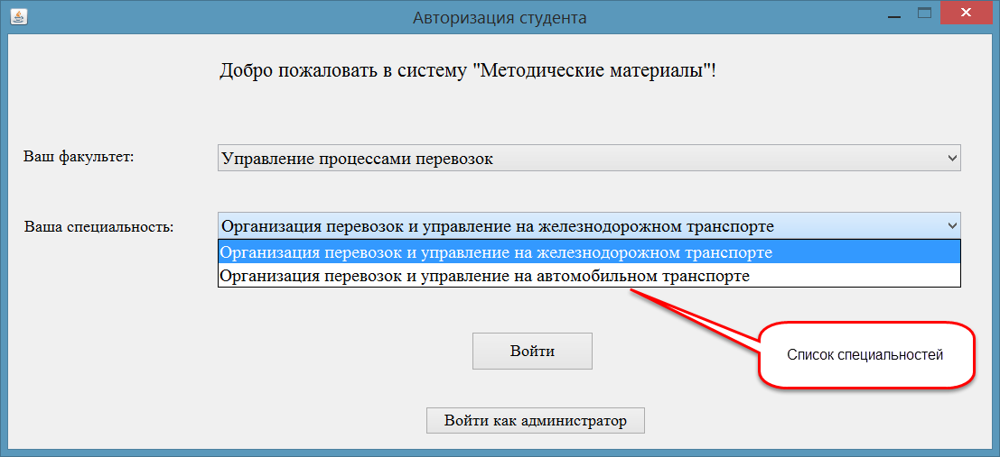 Авторизация студента
Добро пожаловать в систему "Методические материалы"!
Ваш факультет:
Управление процессами перевозок
Ваша специальность:
Организация перевозок и управление на железнодорожном транспорте
Организация перевозок и управление на железнодорожном транспорте
Организация перевозок и управление на автомобильном транспорте
Войти
Список специальностей
Войти как администратор